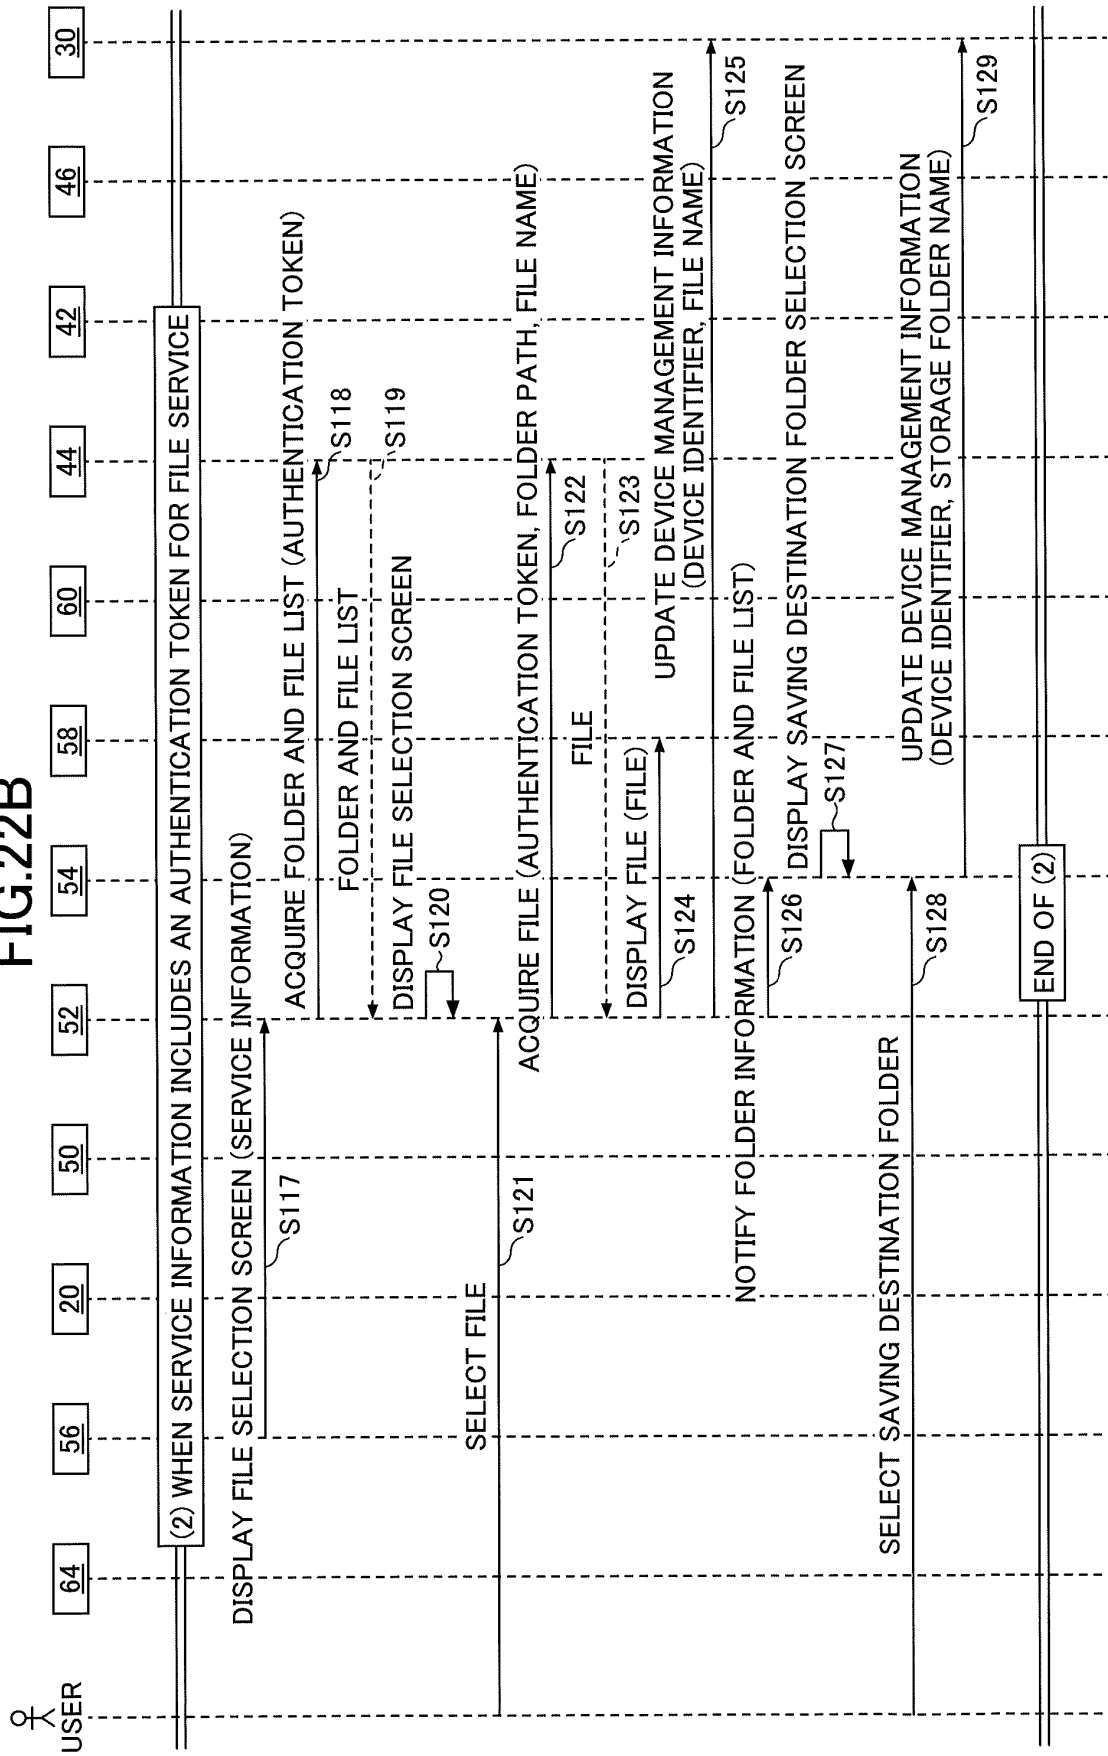 FIG.22B
USER
64
56
20
50
52
54
58
60
44
42
46
30
(2) WHEN SERVICE INFORMATION INCLUDES AN AUTHENTICATION TOKEN FOR FILE SERVICE
DISPLAY FILE SELECTION SCREEN (SERVICE INFORMATION)
S117
ACQUIRE FOLDER AND FILE LIST (AUTHENTICATION TOKEN)
S118
FOLDER AND FILE LIST
S119
DISPLAY FILE SELECTION SCREEN
S120
SELECT FILE
S121
ACQUIRE FILE (AUTHENTICATION TOKEN, FOLDER PATH, FILE NAME)
S122
FILE
S123
DISPLAY FILE (FILE)
S124
UPDATE DEVICE MANAGEMENT INFORMATION
(DEVICE IDENTIFIER, FILE NAME)
S125
NOTIFY FOLDER INFORMATION (FOLDER AND FILE LIST)
S126
DISPLAY SAVING DESTINATION FOLDER SELECTION SCREEN
S127
SELECT SAVING DESTINATION FOLDER
S128
UPDATE DEVICE MANAGEMENT INFORMATION
(DEVICE IDENTIFIER, STORAGE FOLDER NAME)
S129
END OF (2)